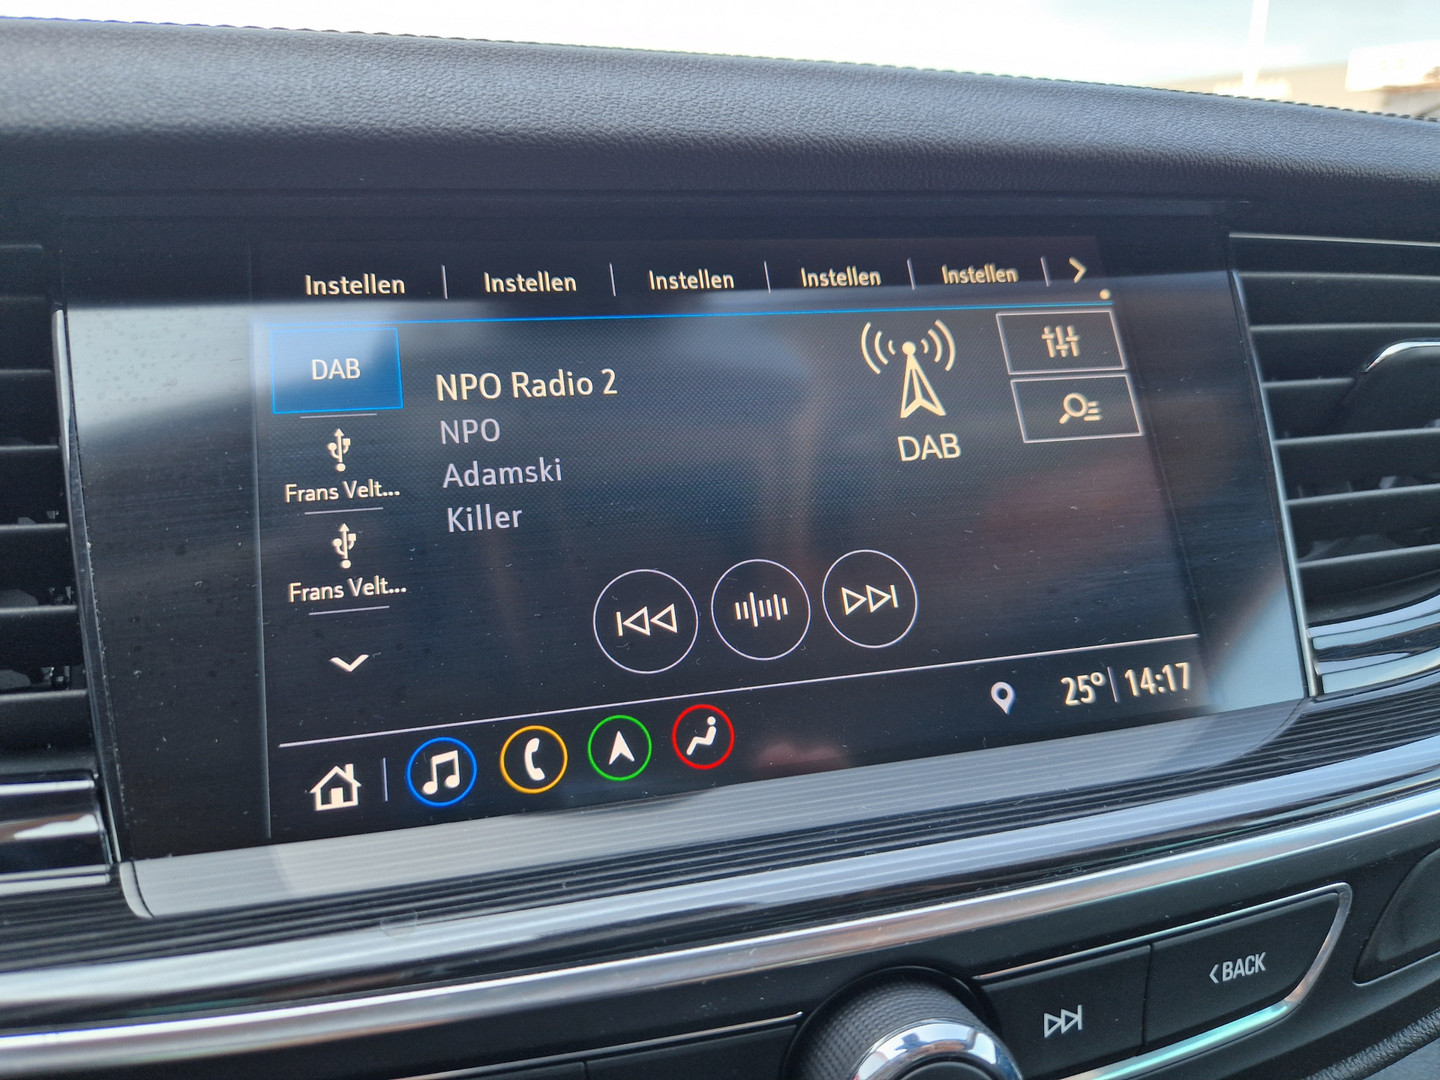 Instellen Instellen Instellen Instellen Instellen
DAB
Frans Velt...
Frans Velt...
NPO Radio 2
NPO
Adamski
Killer
DAB
25° 14:17
BACK